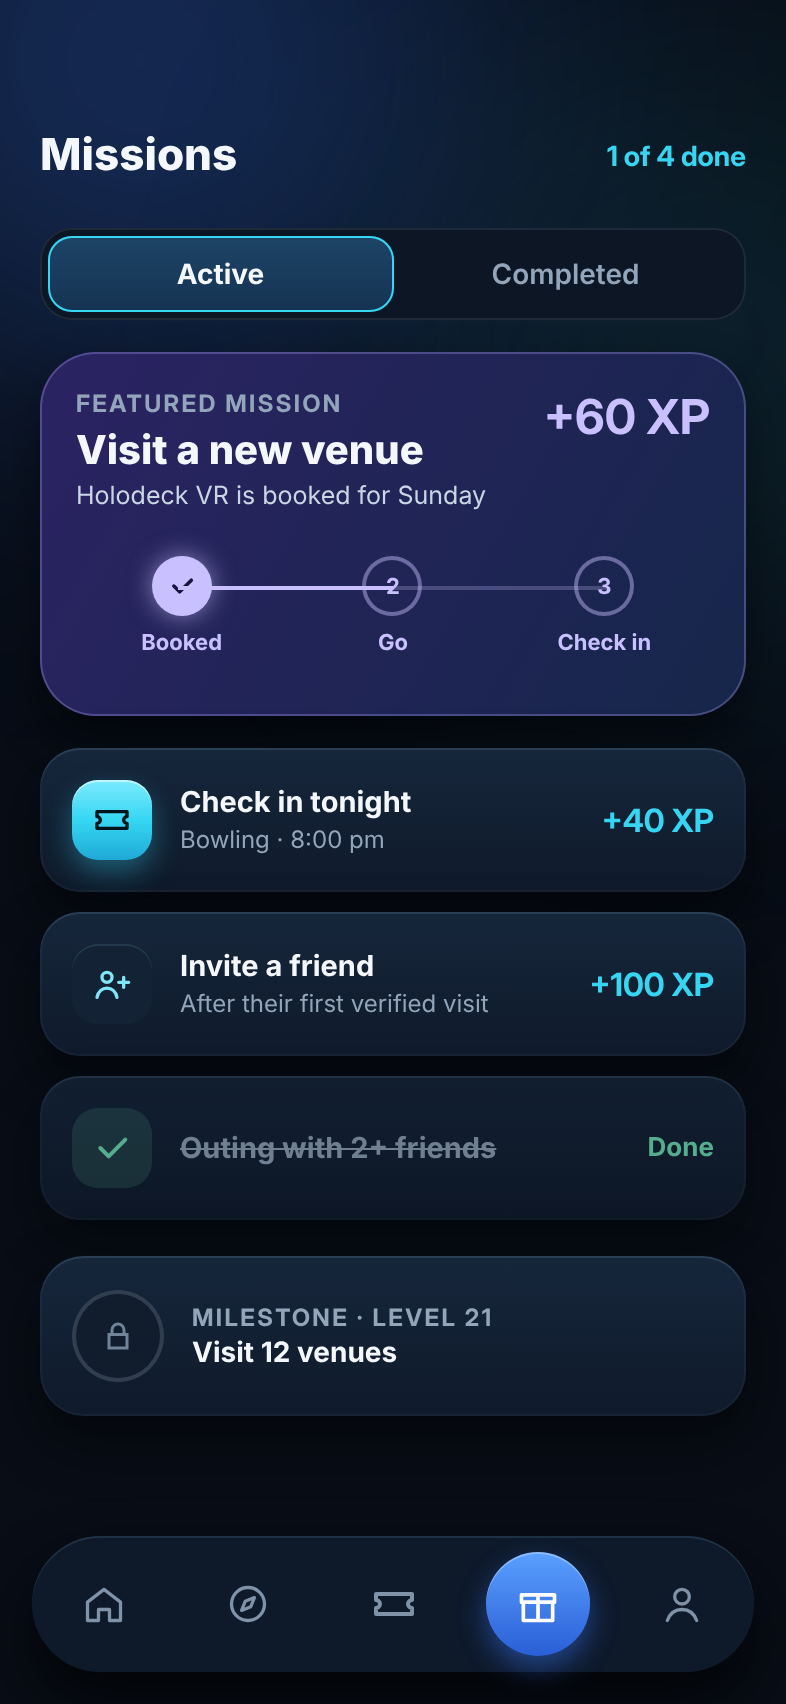 Missions
1 of 4 done
Active
Completed
FEATURED MISSION
+60 XP
Visit a new venue
Holodeck VR is booked for Sunday
2
3
Booked
Go
Check in
Check in tonight
Bowling · 8:00 pm
+40 XP
Invite a friend
After their first verified visit
+100 XP
Outing with 2+ friends
Done
MILESTONE · LEVEL 21
Visit 12 venues